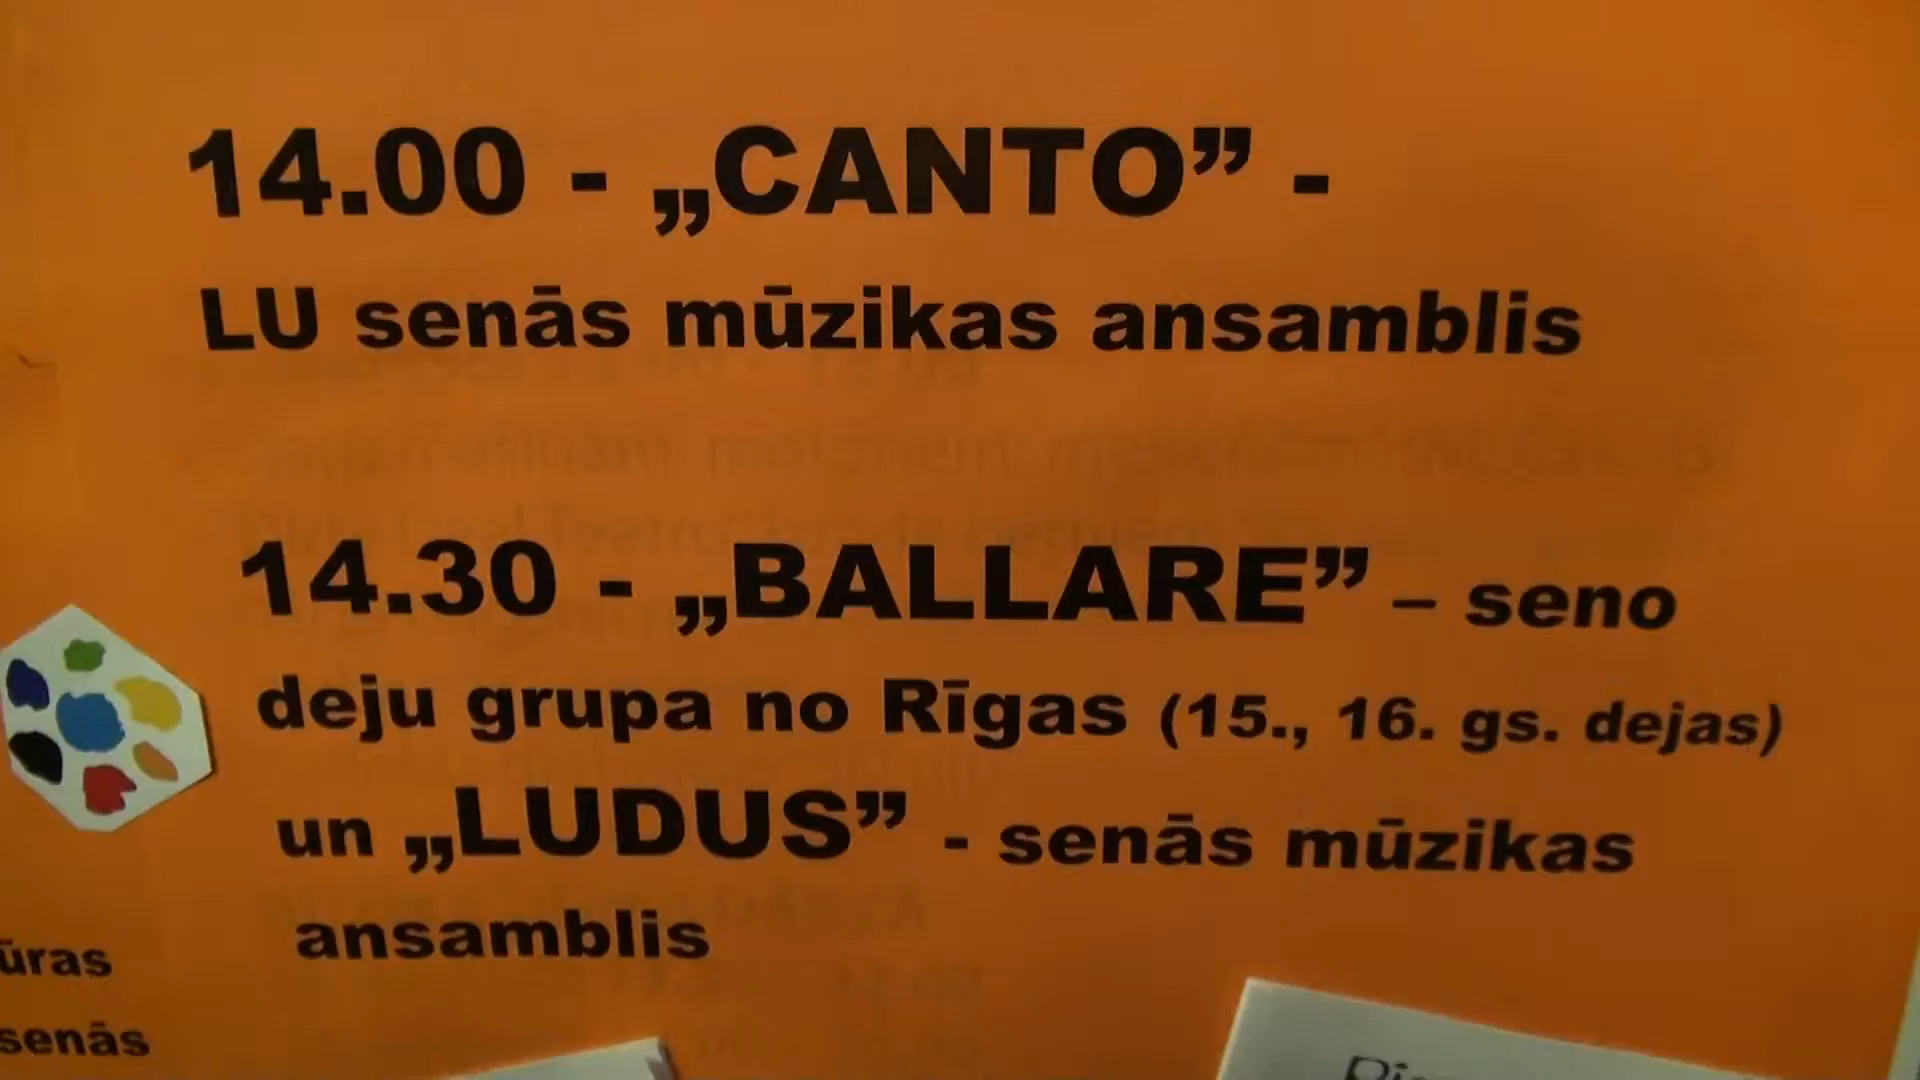 14.00 - „CANTO” -
LU senās mūzikas ansamblis
14.30 - „BALLARE” – seno
deju grupa no Rīgas (15., 16. gs. dejas)
un „LUDUS” - senās mūzikas
ansamblis
ūras
senās